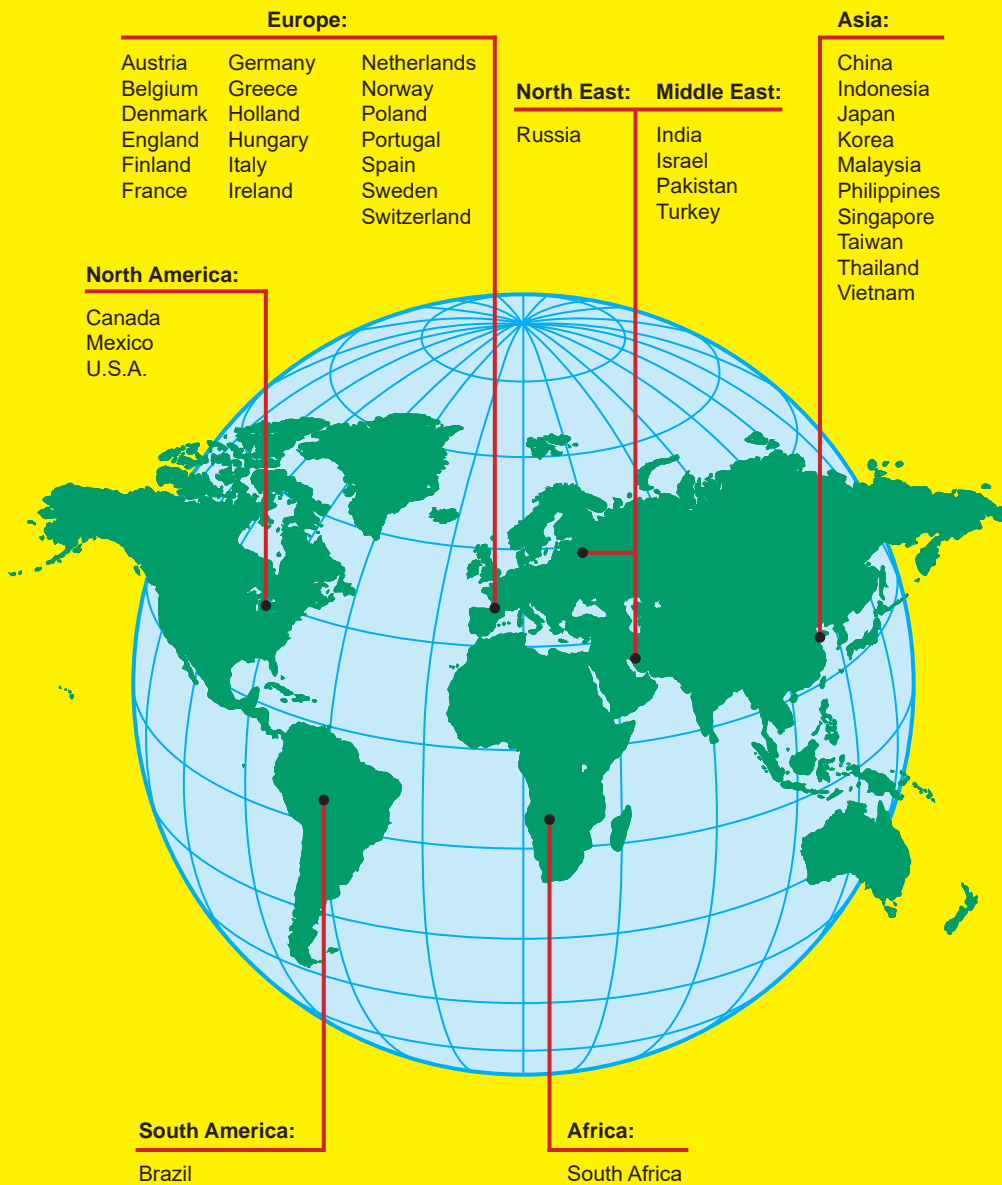 Europe:
Austria
Belgium
Denmark
England
Finland
France
Germany
Greece
Holland
Hungary
Italy
Ireland
Netherlands
Norway
Poland
Portugal
Spain
Sweden
Switzerland
North East:
Russia
Middle East:
India
Israel
Pakistan
Turkey
Asia:
China
Indonesia
Japan
Korea
Malaysia
Philippines
Singapore
Taiwan
Thailand
Vietnam
North America:
Canada
Mexico
U.S.A.
South America:
Brazil
Africa:
South Africa